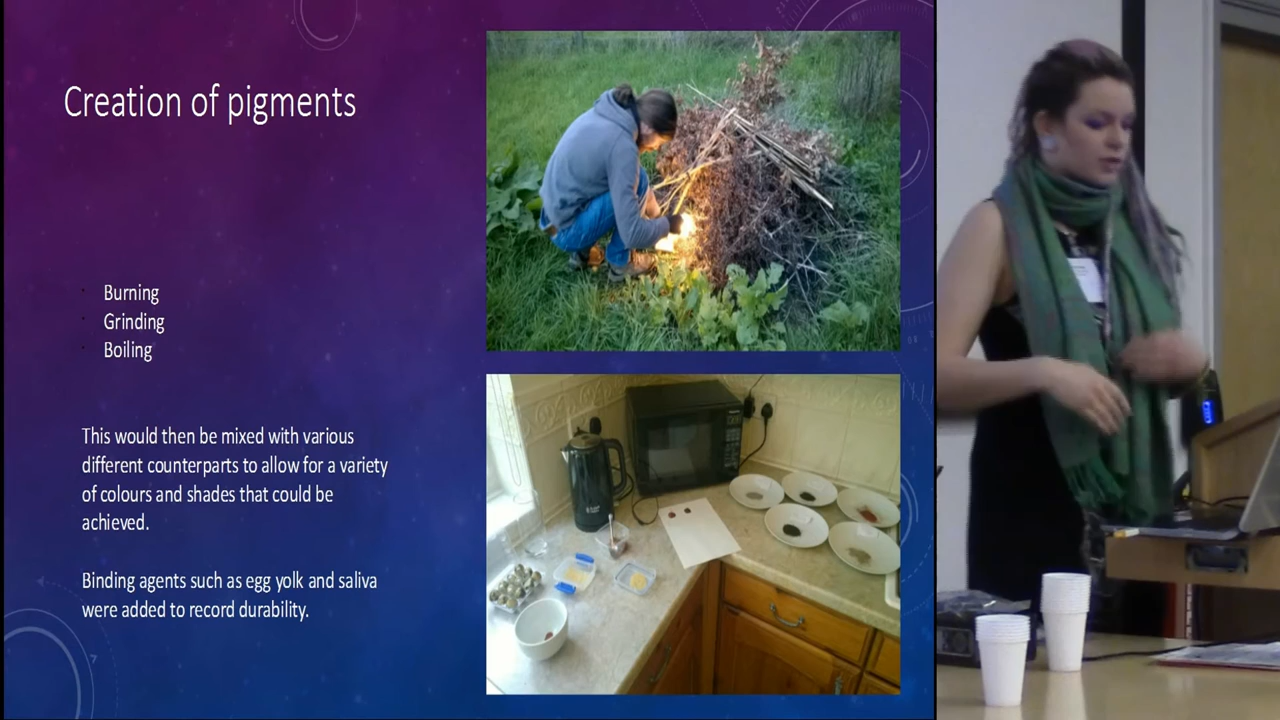 Creation of pigments
Burning
Grinding
Boiling
This would then be mixed with various
different counterparts to allow for a variety
of colours and shades that could be
achieved.
Binding agents such as egg yolk and saliva
were added to record durability.